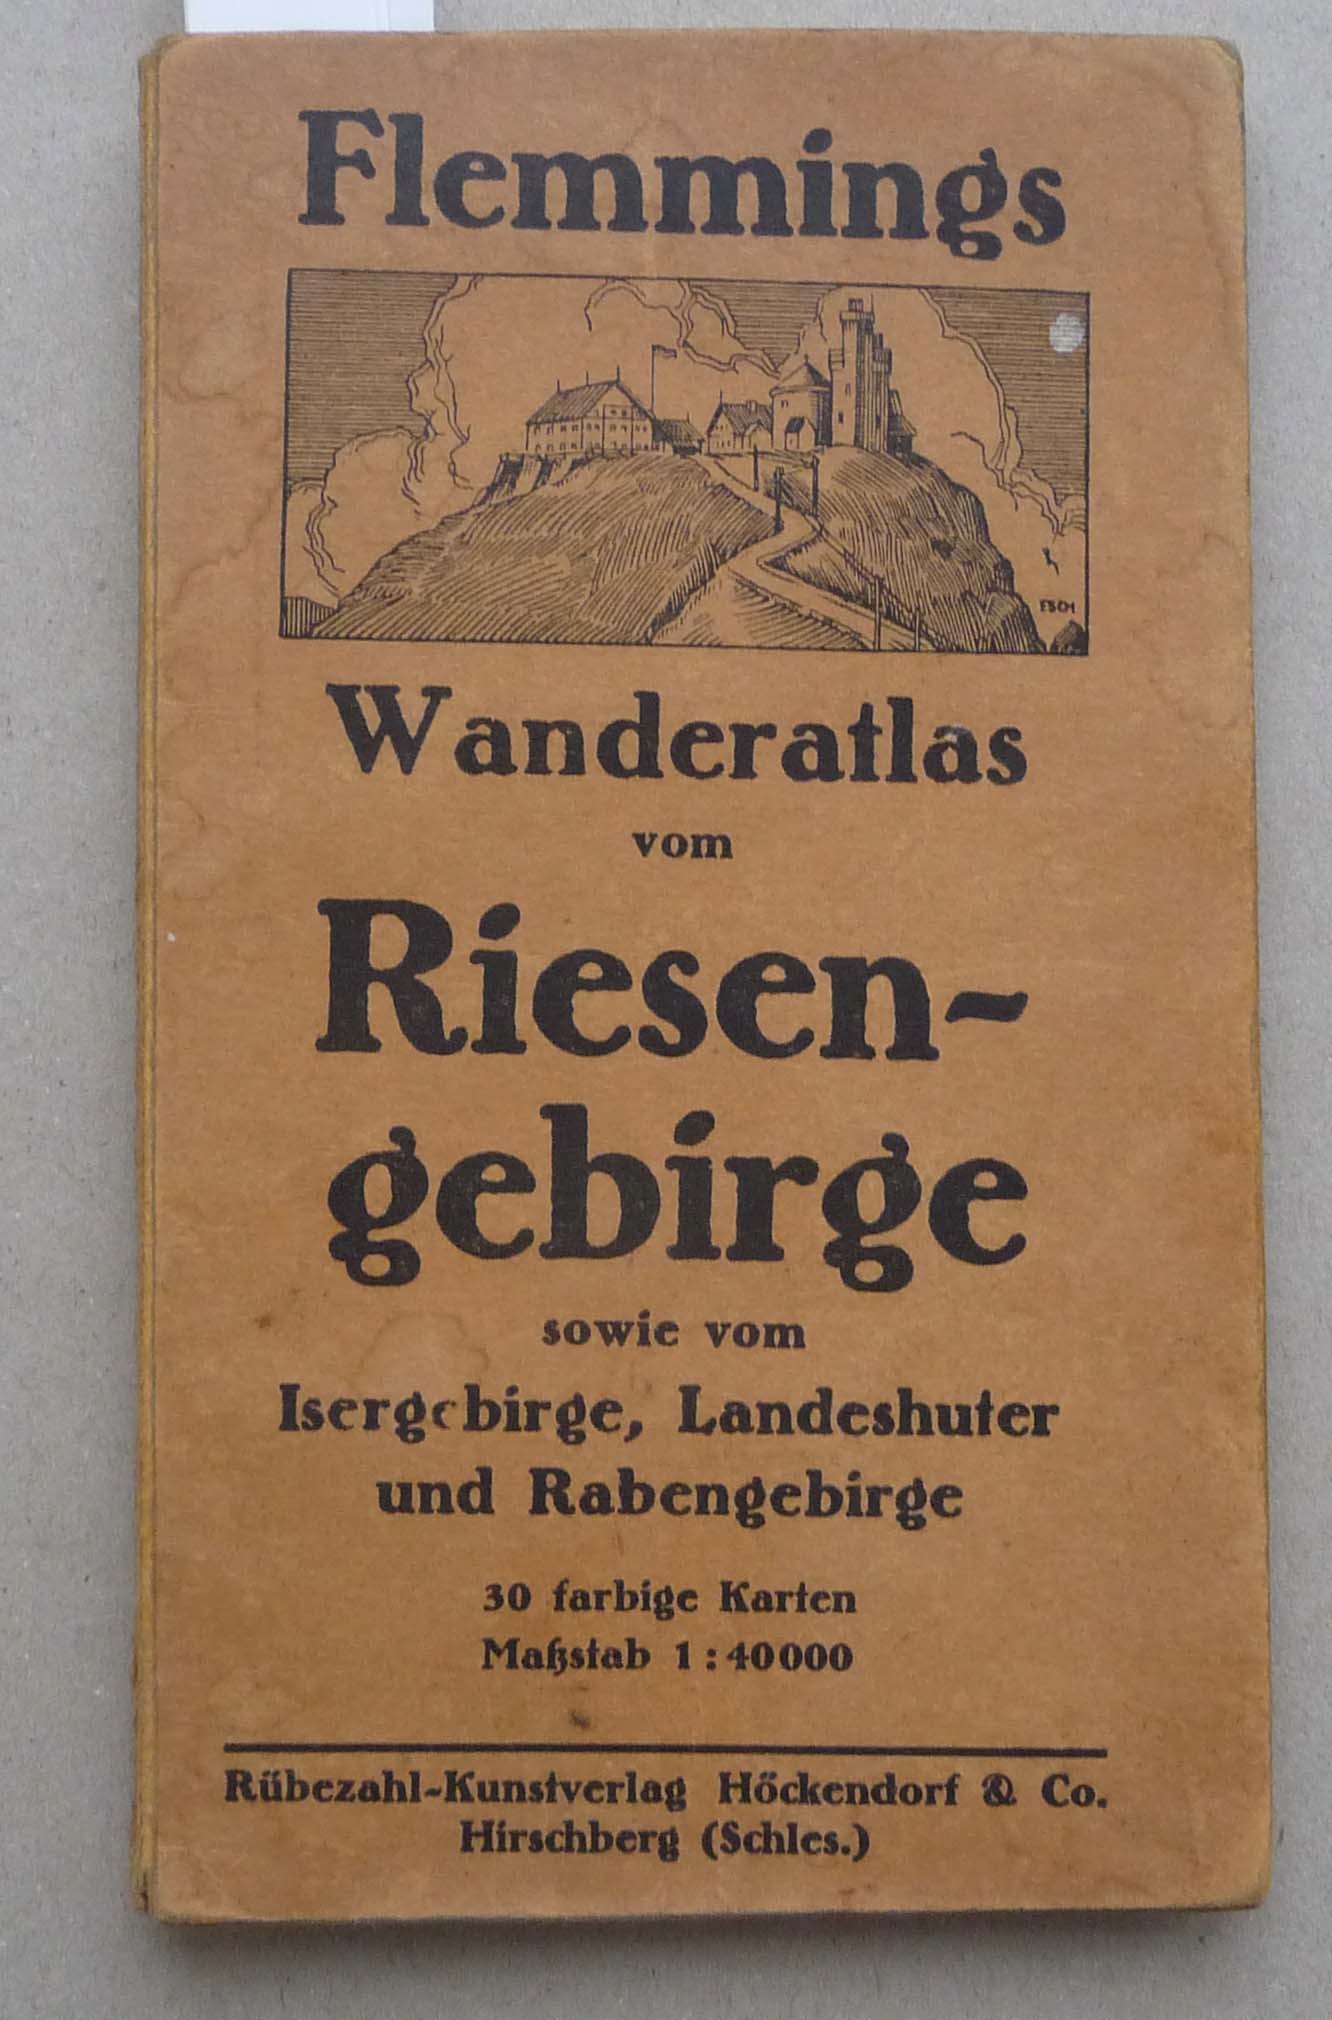 Flemmings
FSCH
Wanderatlas
vom
Riesen-
gebirge
sowie vom
Isergebirge, Landeshuter
und Rabengebirge
30 farbige Karten
Maßstab 1:40000
Rübezahl-Kunstverlag Höckendorf & Co.
Hirschberg (Schles.)